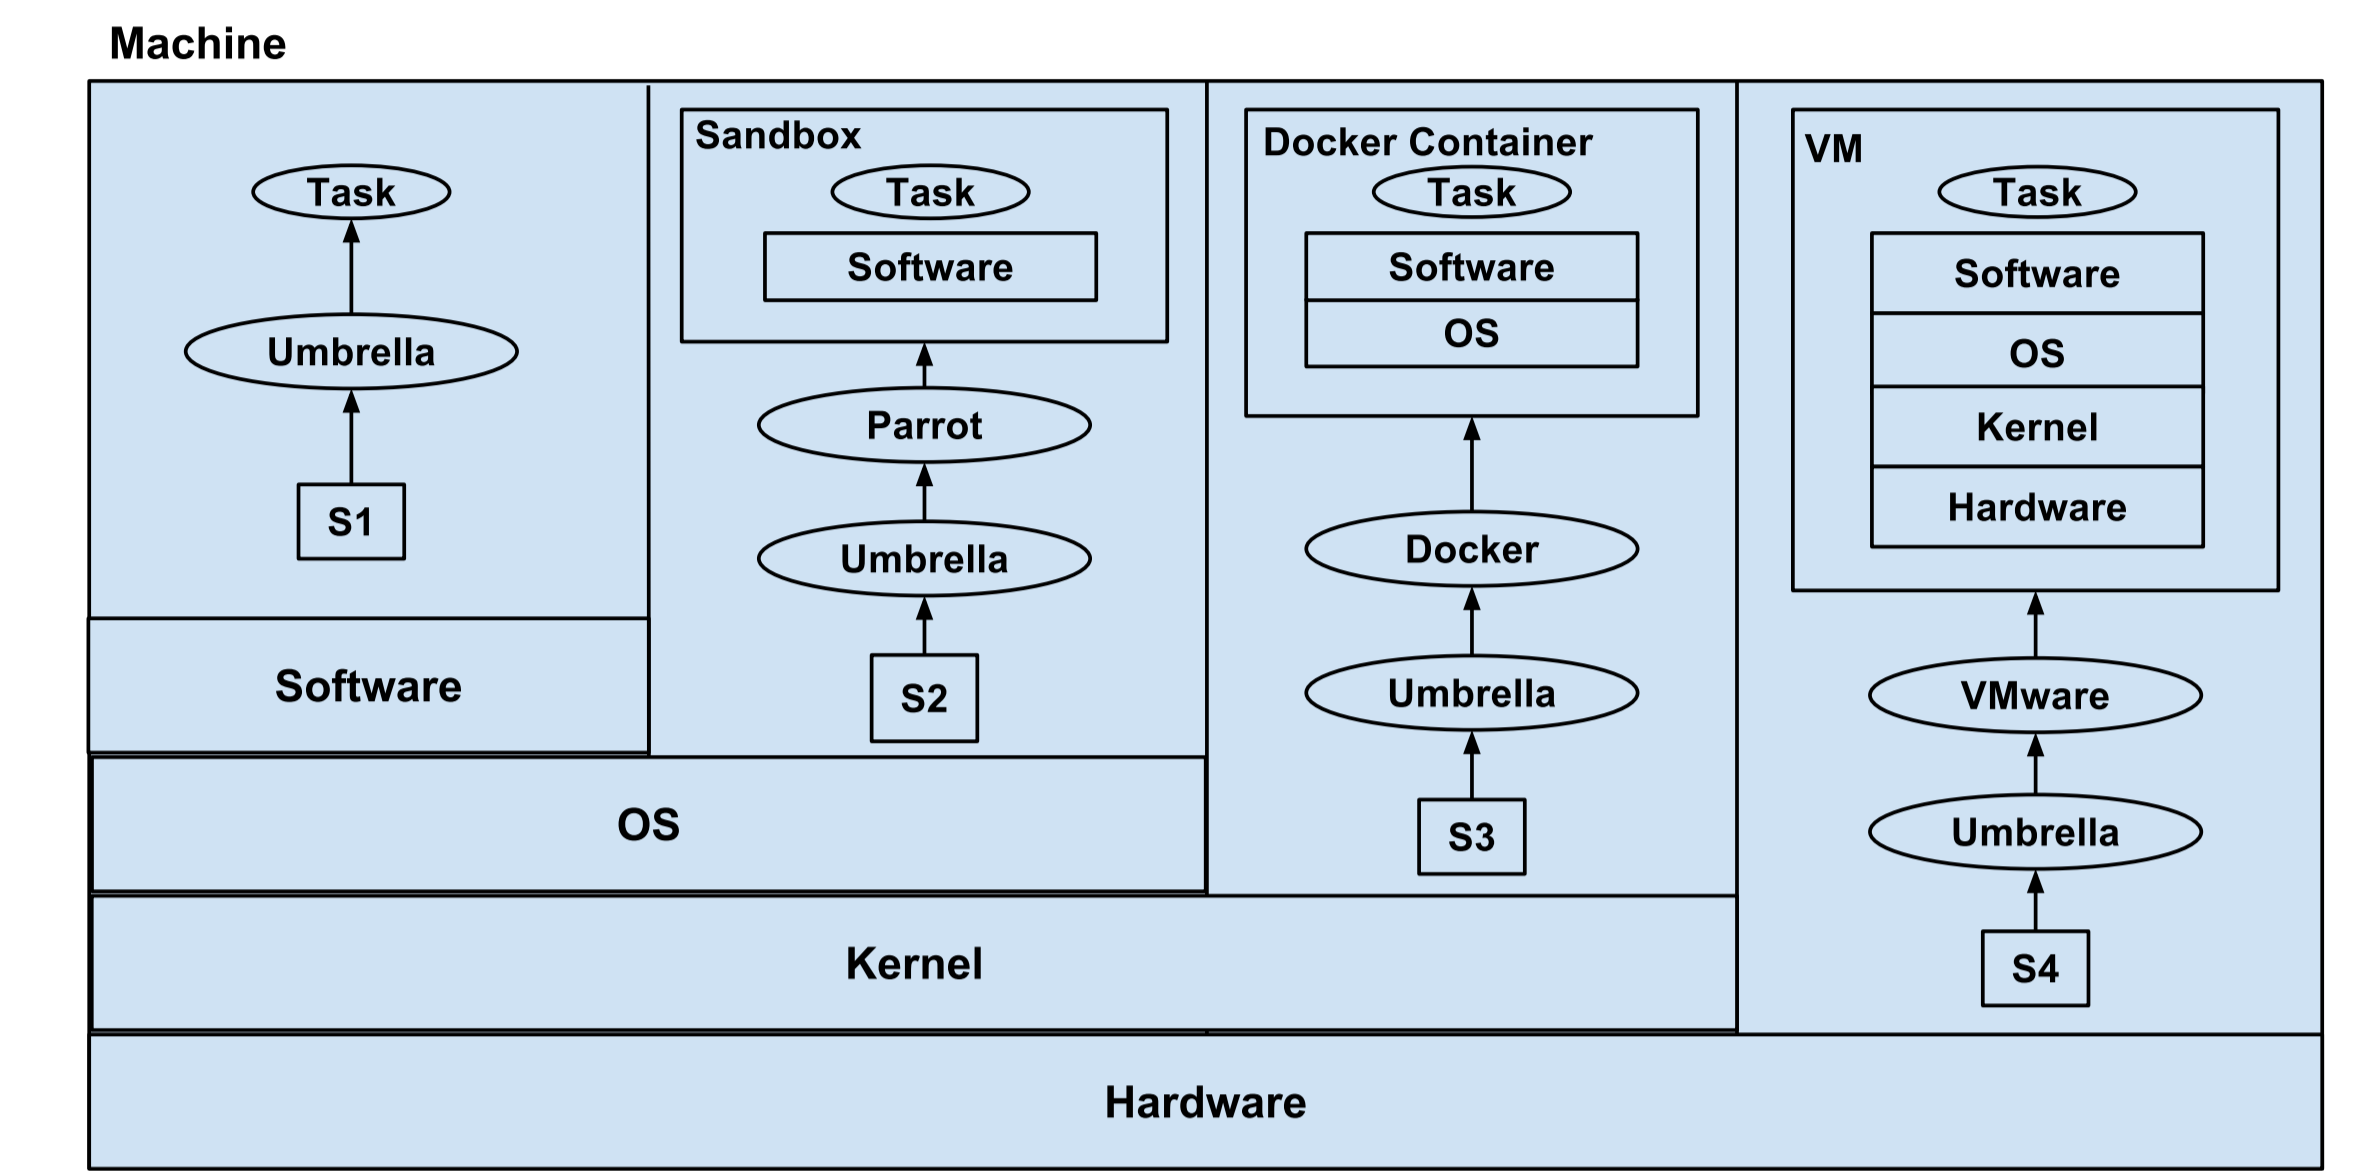 Machine
Task
Umbrella
S1
Software
Sandbox
Task
Software
Parrot
Umbrella
S2
OS
Docker Container
Task
Software
OS
Docker
Umbrella
S3
Kernel
VM
Task
Software
OS
Kernel
Hardware
VMware
Umbrella
S4
Hardware